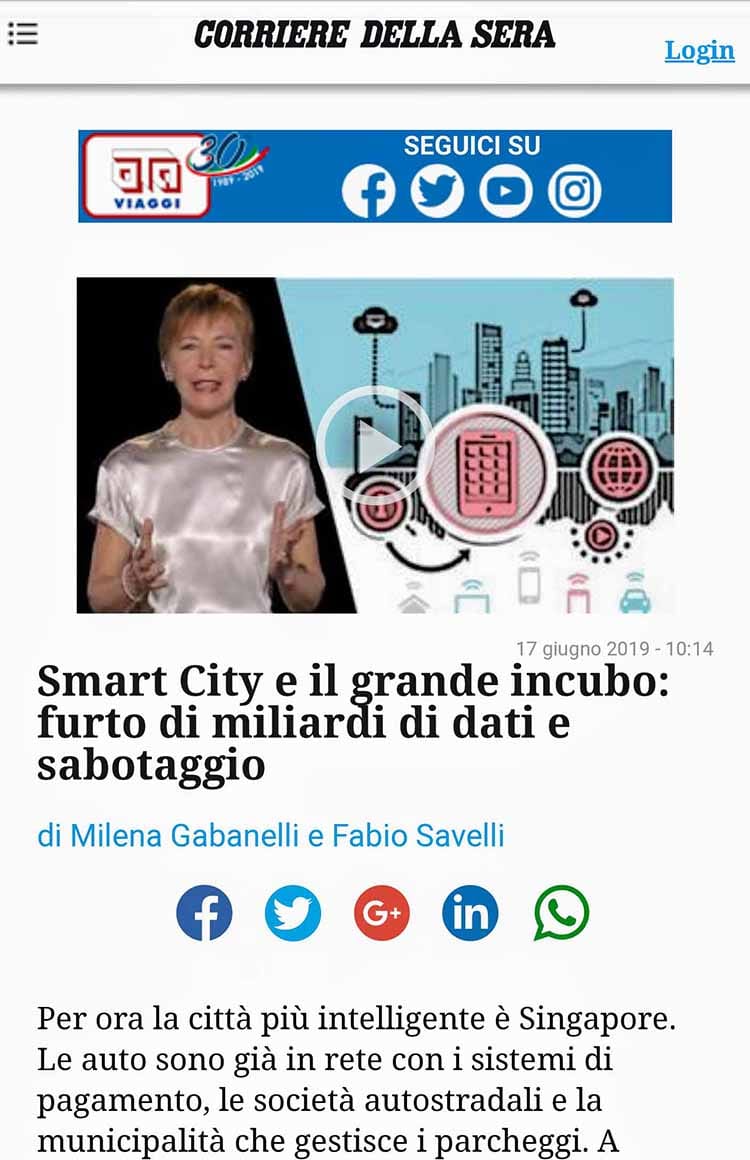 CORRIERE DELLA SERA
Login
VIAGGI
30
1989 - 2019
SEGUICI SU
17 giugno 2019 - 10:14
Smart City e il grande incubo:
furto di miliardi di dati e
sabotaggio
di Milena Gabanelli e Fabio Savelli
G+
in
Per ora la città più intelligente è Singapore.
Le auto sono già in rete con i sistemi di
pagamento, le società autostradali e la
municipalità che gestisce i parcheggi. A